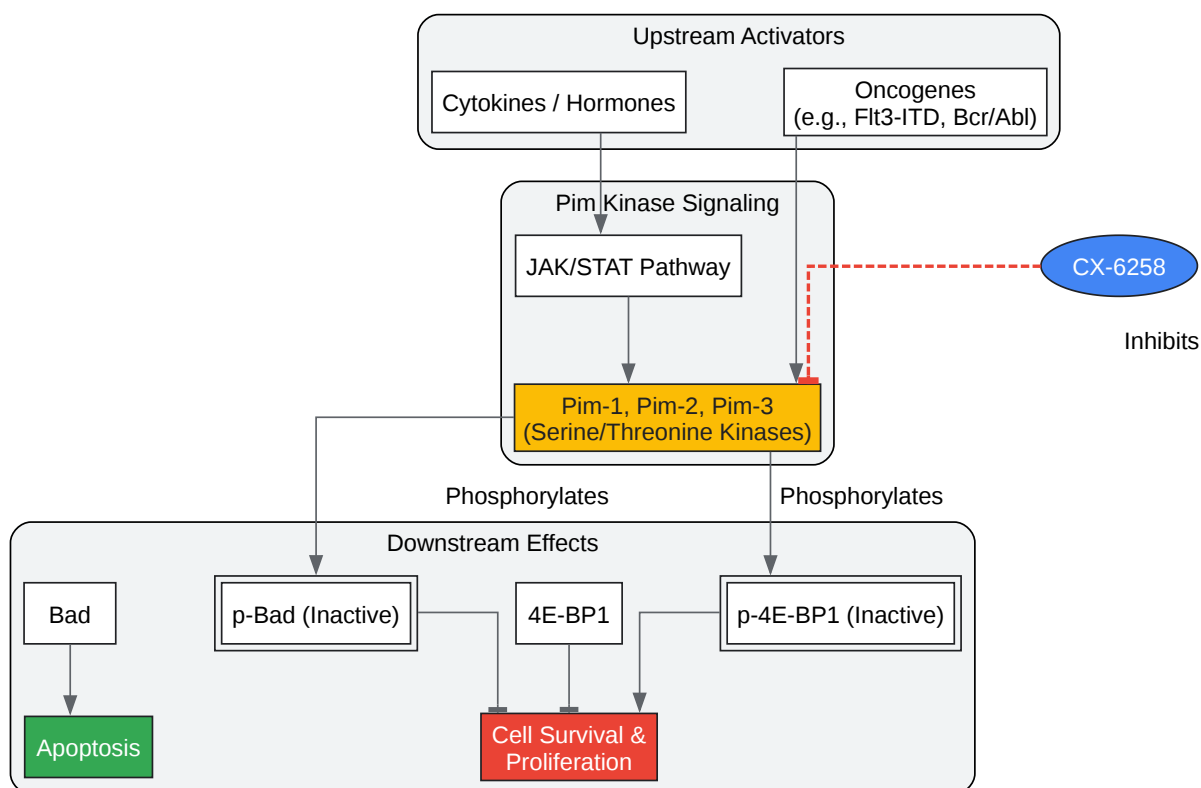 Upstream Activators
Cytokines / Hormones
Oncogenes
(e.g., Flt3-ITD, Bcr/Abl)
Pim Kinase Signaling
JAK/STAT Pathway
CX-6258
Inhibits
Pim-1, Pim-2, Pim-3
(Serine/Threonine Kinases)
Phosphorylates
Phosphorylates
Downstream Effects
Bad
p-Bad (Inactive)
4E-BP1
p-4E-BP1 (Inactive)
Apoptosis
Cell Survival &
Proliferation